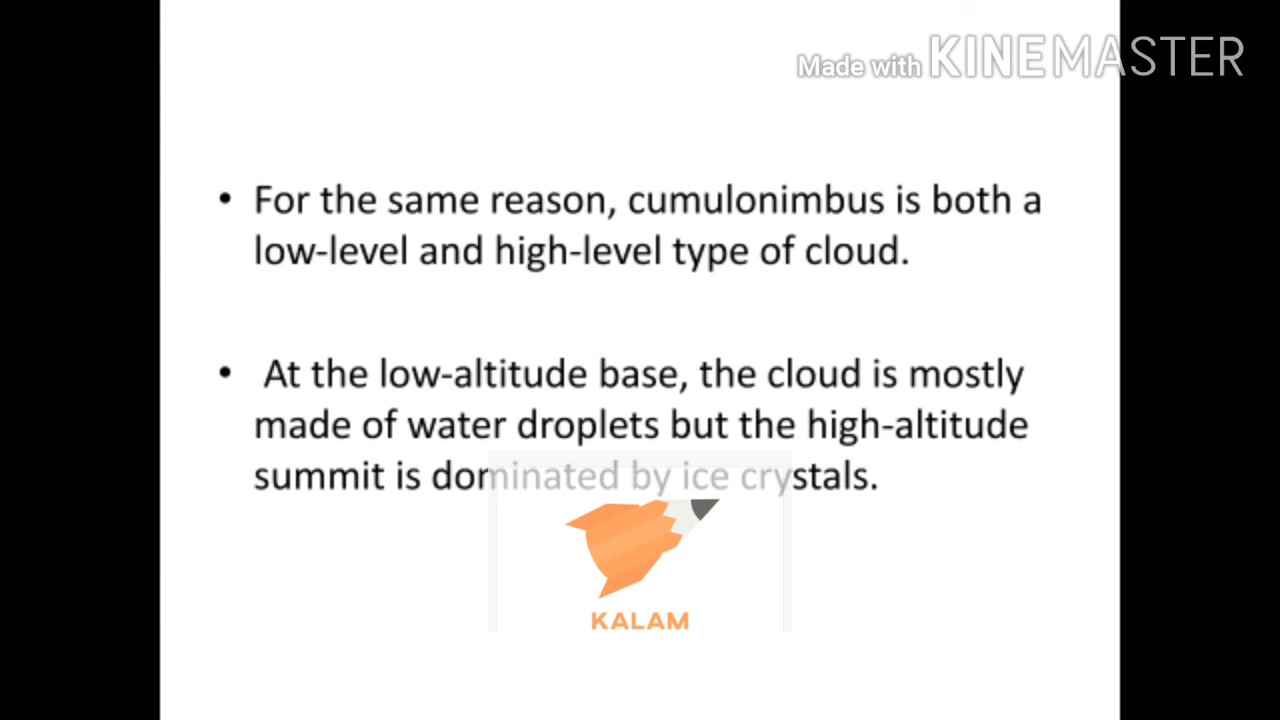 Made with KINEMASTER
• For the same reason, cumulonimbus is both a
low-level and high-level type of cloud.
• At the low-altitude base, the cloud is mostly
made of water droplets but the high-altitude
summit is dominated by ice crystals.
KALAM